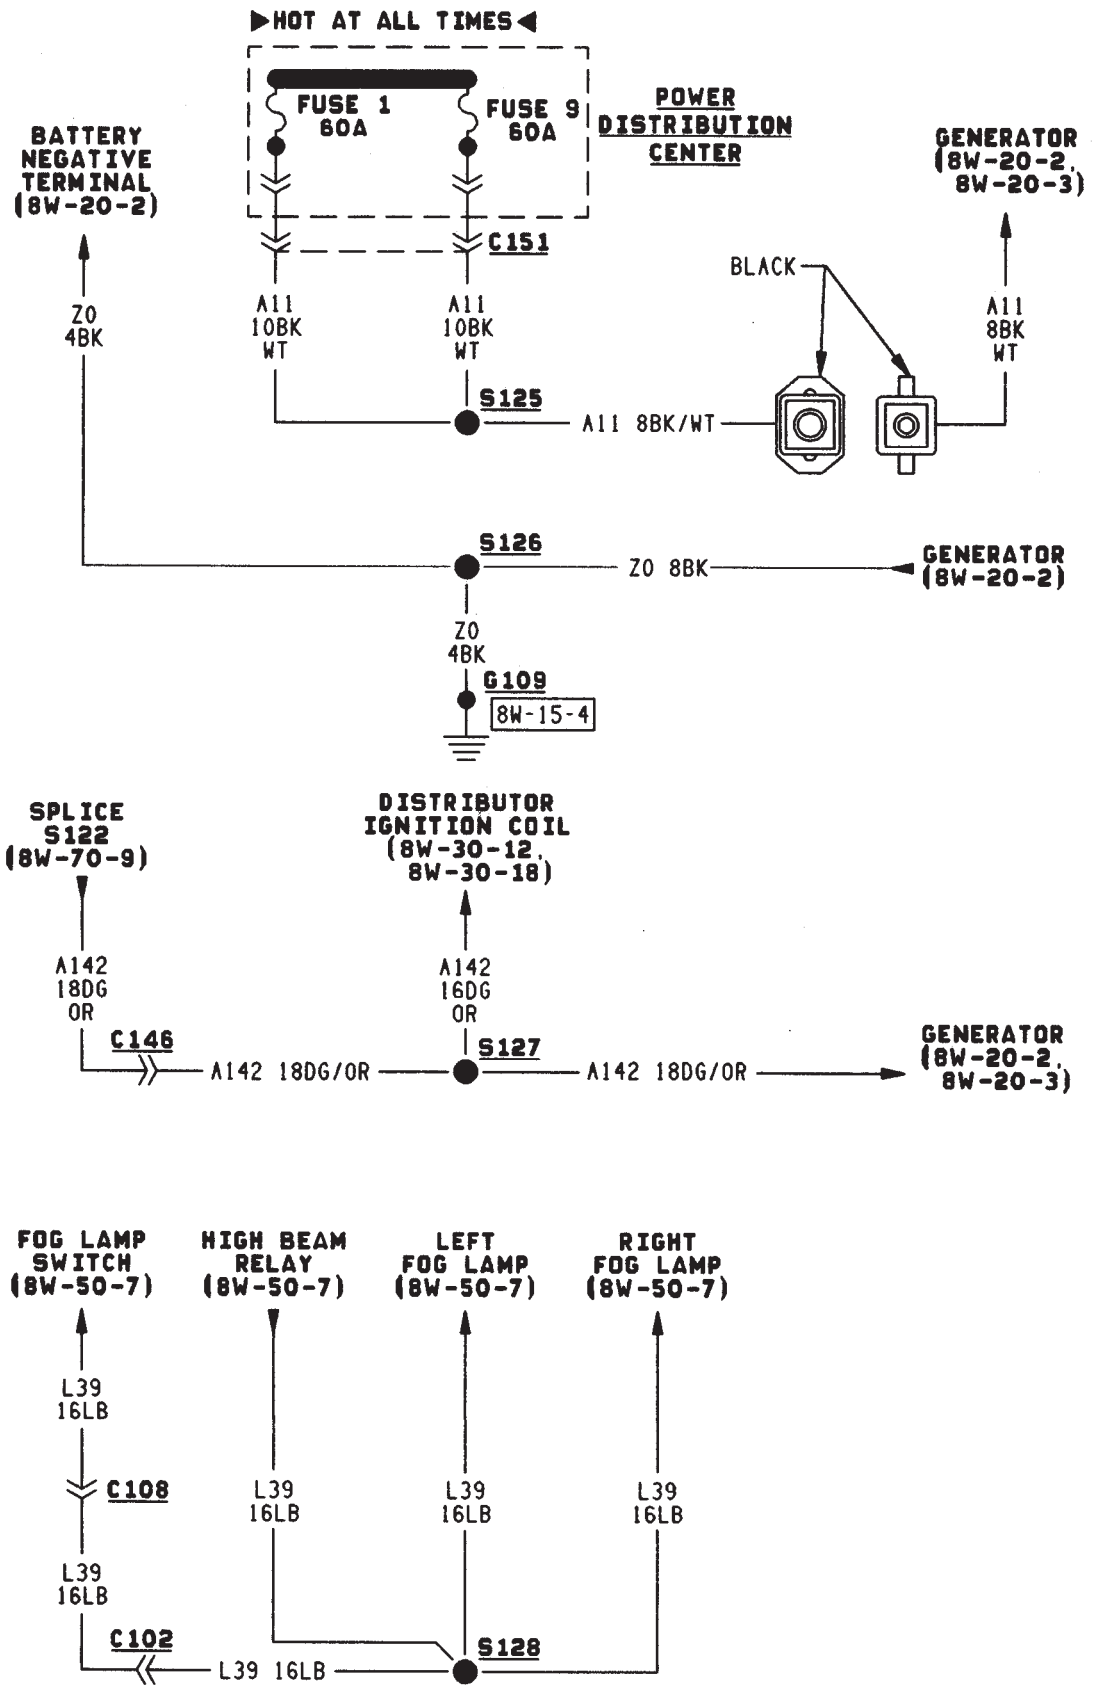 ▶HOT AT ALL TIMES◀
FUSE 1
60A
FUSE 9
60A
POWER
DISTRIBUTION
CENTER
BATTERY
NEGATIVE
TERMINAL
(8W-20-2)
GENERATOR
(8W-20-2,
8W-20-3)
C151
BLACK
Z0
4BK
A11
10BK
WT
A11
10BK
WT
A11
8BK
WT
S125
A11 8BK/WT
S126
Z0 8BK
GENERATOR
(8W-20-2)
Z0
4BK
G109
8W-15-4
SPLICE
S122
(8W-70-9)
DISTRIBUTOR
IGNITION COIL
(8W-30-12,
8W-30-18)
A142
18DG
OR
A142
16DG
OR
C146
A142 18DG/OR
S127
A142 18DG/OR
GENERATOR
(8W-20-2,
8W-20-3)
FOG LAMP
SWITCH
(8W-50-7)
HIGH BEAM
RELAY
(8W-50-7)
LEFT
FOG LAMP
(8W-50-7)
RIGHT
FOG LAMP
(8W-50-7)
L39
16LB
C108
L39
16LB
L39
16LB
L39
16LB
L39
16LB
C102
L39 16LB
S128